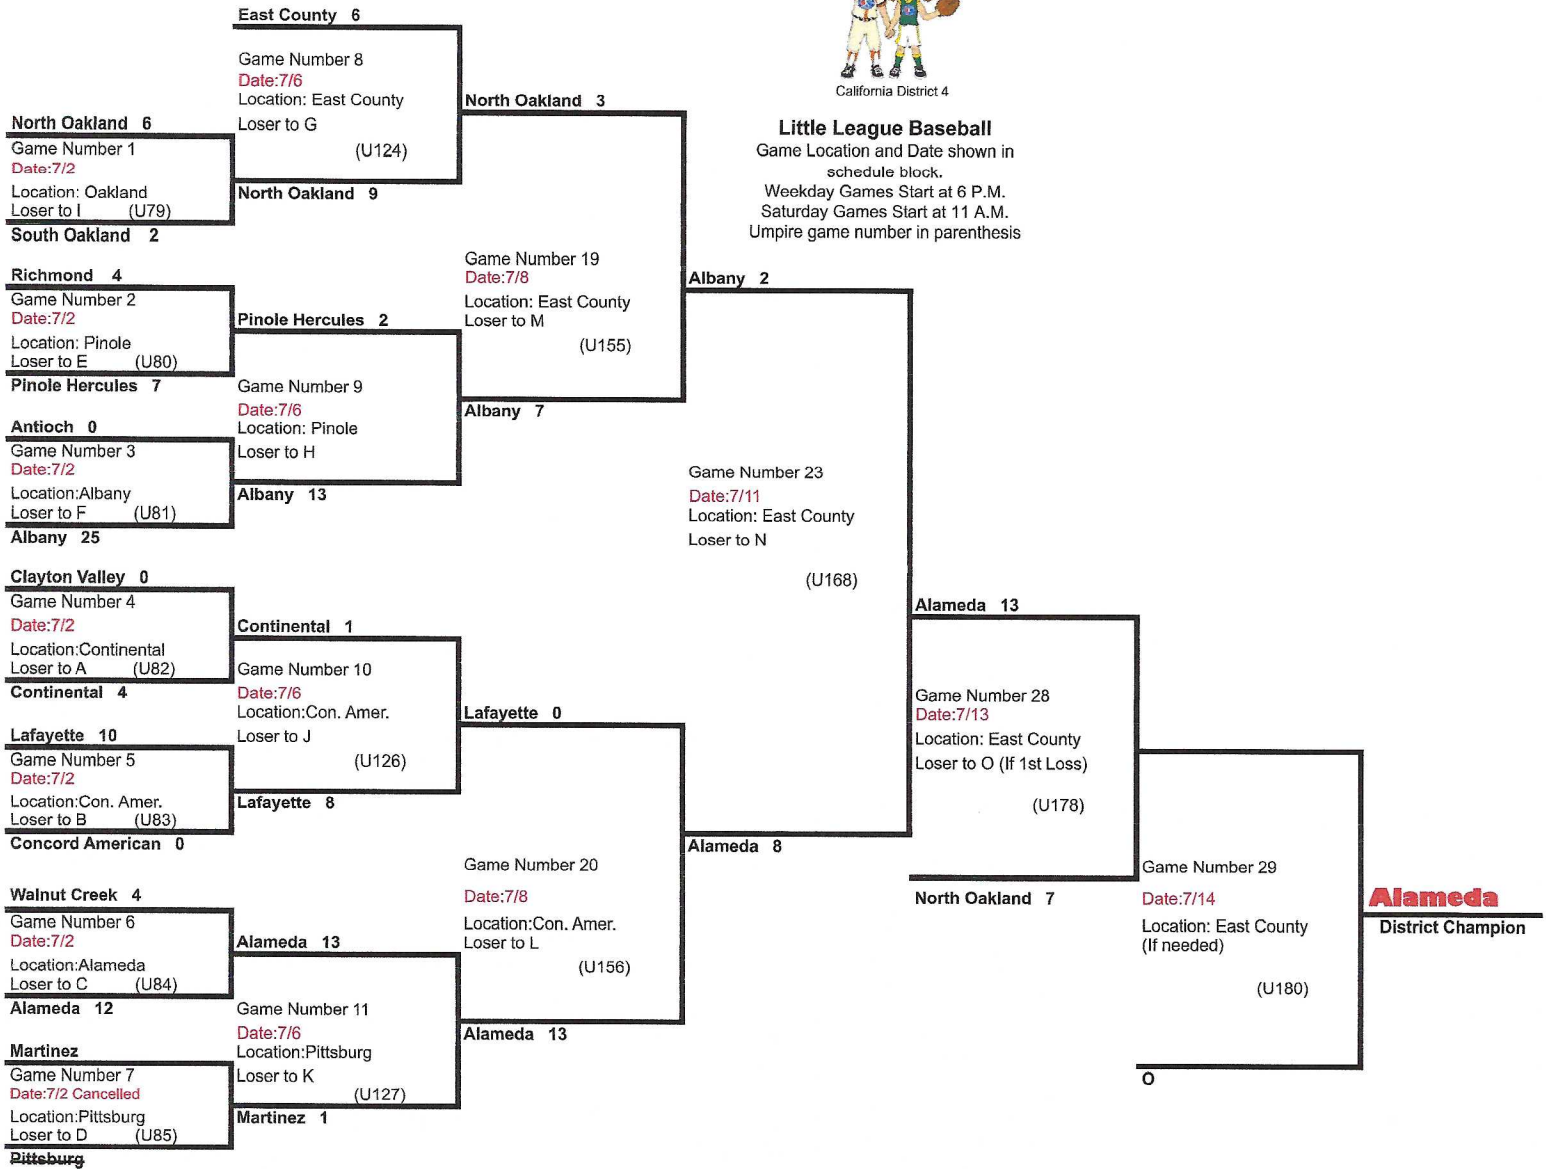 East County 6
Game Number 8
Date:7/6
Location: East County
Loser to G
(U124)
North Oakland 9
North Oakland 6
Game Number 1
Date:7/2
Location: Oakland
Loser to I (U79)
South Oakland 2
Richmond 4
Game Number 2
Date:7/2
Location: Pinole
Loser to E (U80)
Pinole Hercules 7
Pinole Hercules 2
Game Number 9
Date:7/6
Location: Pinole
Loser to H
Albany 13
Antioch 0
Game Number 3
Date:7/2
Location:Albany
Loser to F (U81)
Albany 25
Clayton Valley 0
Game Number 4
Date:7/2
Location:Continental
Loser to A (U82)
Continental 4
Continental 1
Game Number 10
Date:7/6
Location:Con. Amer.
Loser to J
(U126)
Lafayette 8
Lafayette 10
Game Number 5
Date:7/2
Location:Con. Amer.
Loser to B (U83)
Concord American 0
Walnut Creek 4
Game Number 6
Date:7/2
Location:Alameda
Loser to C (U84)
Alameda 12
Alameda 13
Game Number 11
Date:7/6
Location:Pittsburg
Loser to K
(U127)
Martinez 1
Martinez
Game Number 7
Date:7/2 Cancelled
Location:Pittsburg
Loser to D (U85)
Pittsburg
North Oakland 3
Game Number 19
Date:7/8
Location: East County
Loser to M
(U155)
Albany 7
Lafayette 0
Game Number 20
Date:7/8
Location:Con. Amer.
Loser to L
(U156)
Alameda 13
California District 4
Little League Baseball
Game Location and Date shown in
schedule block.
Weekday Games Start at 6 P.M.
Saturday Games Start at 11 A.M.
Umpire game number in parenthesis
Albany 2
Game Number 23
Date:7/11
Location: East County
Loser to N
(U168)
Alameda 8
Alameda 13
Game Number 28
Date:7/13
Location: East County
Loser to O (If 1st Loss)
(U178)
North Oakland 7
Game Number 29
Date:7/14
Location: East County
(If needed)
(U180)
O
Alameda
District Champion